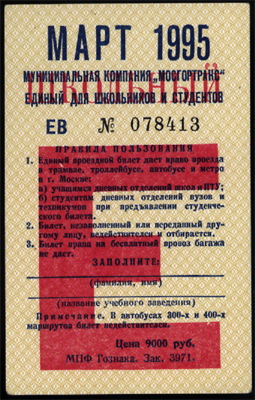 МАРТ 1995
МУНИЦИПАЛЬНАЯ КОМПАНИЯ „МОСГОРТРАНС"
ШКОЛЬНЫЙ
ЕДИНЫЙ ДЛЯ ШКОЛЬНИКОВ И СТУДЕНТОВ
ЕВ № 078413
ПРАВИЛА ПОЛЬЗОВАНИЯ
1. Единый проездной билет дает право проезда
в трамвае, троллейбусе, автобусе и метро
в г. Москве:
а) учащимся дневных отделений школ и ПТУ;
б) студентам дневных отделений вузов и
техникумов при предъявлении студенче-
ского билета.
2. Билет, незаполненный или переданный другому
лицу, недействителен и отбирается.
3. Билет права на бесплатный провоз багажа
не дает.
ЗАПОЛНИТЕ:
(фамилия, имя)
(название учебного заведения)
Примечание. В автобусах 300-х и 400-х
маршрутов билет недействителен.
Цена 9000 руб.
МПФ Гознака. Зак. 3971.